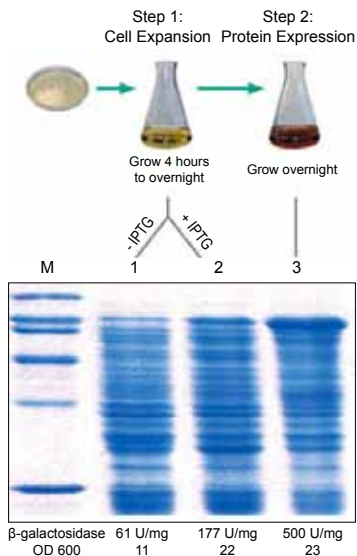 Step 1: Step 2:
Cell Expansion Protein Expression
Grow 4 hours
to overnight
Grow overnight
- IPTG + IPTG
M 1 2 3
β-galactosidase 61 U/mg 177 U/mg 500 U/mg
OD 600 11 22 23